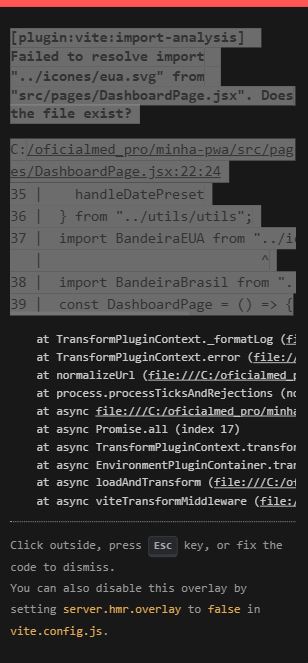 [plugin:vite:import-analysis]
Failed to resolve import
"../icones/eua.svg" from
"src/pages/DashboardPage.jsx". Does
the file exist?
C:/oficialmed_pro/minha-pwa/src/pag
es/DashboardPage.jsx:22:24
35 |    handleDatePreset
36 |  } from "../utils/utils";
37 |  import BandeiraEUA from "../ic
   |                          ^
38 |  import BandeiraBrasil from ".
39 |  const DashboardPage = () => {
at TransformPluginContext._formatLog (fi
at TransformPluginContext.error (file://
at normalizeUrl (file:///C:/oficialmed_p
at process.processTicksAndRejections (no
at async file:///C:/oficialmed_pro/minha
at async Promise.all (index 17)
at async TransformPluginContext.transfor
at async EnvironmentPluginContainer.tran
at async loadAndTransform (file:///C:/of
at async viteTransformMiddleware (file:/
Click outside, press Esc key, or fix the
code to dismiss.
You can also disable this overlay by
setting server.hmr.overlay to false in
vite.config.js.